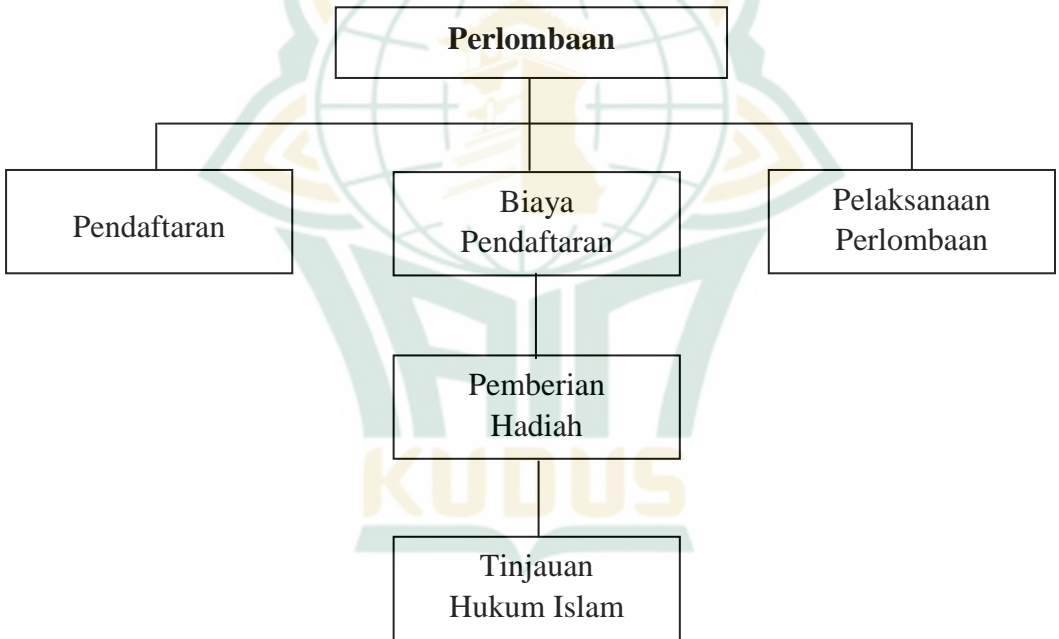 Perlombaan
Pendaftaran
Biaya
Pendaftaran
Pelaksanaan
Perlombaan
Pemberian
Hadiah
KUDUS
Tinjauan
Hukum Islam